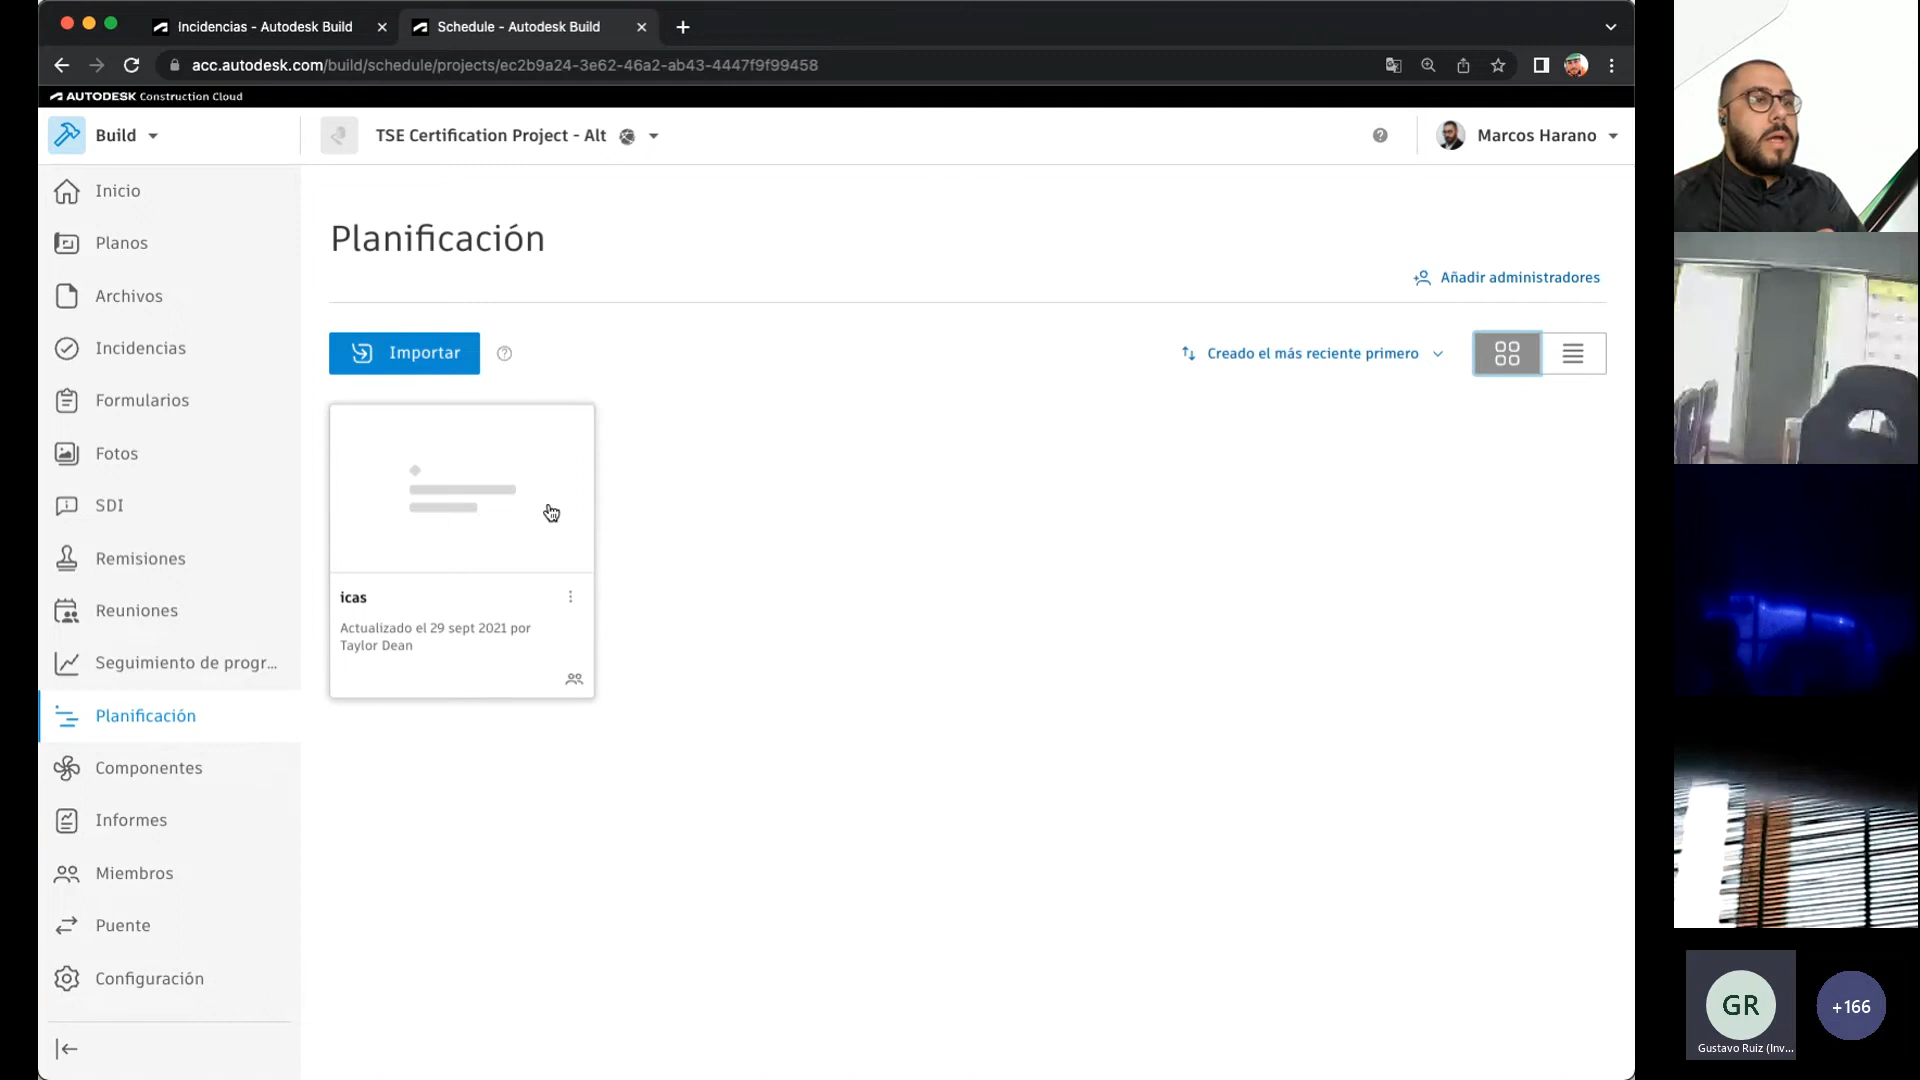 Incidencias - Autodesk Build
Schedule - Autodesk Build
acc.autodesk.com/build/schedule/projects/ec2b9a24-3e62-46a2-ab43-4447f9f99458
AUTODESK Construction Cloud
Build
TSE Certification Project - Alt
Marcos Harano
Inicio
Planos
Archivos
Incidencias
Formularios
Fotos
SDI
Remisiones
Reuniones
Seguimiento de progr...
Planificación
Componentes
Informes
Miembros
Puente
Configuración
Planificación
Añadir administradores
Importar
Creado el más reciente primero
icas
Actualizado el 29 sept 2021 por
Taylor Dean
GR
Gustavo Ruiz (Inv...
+166